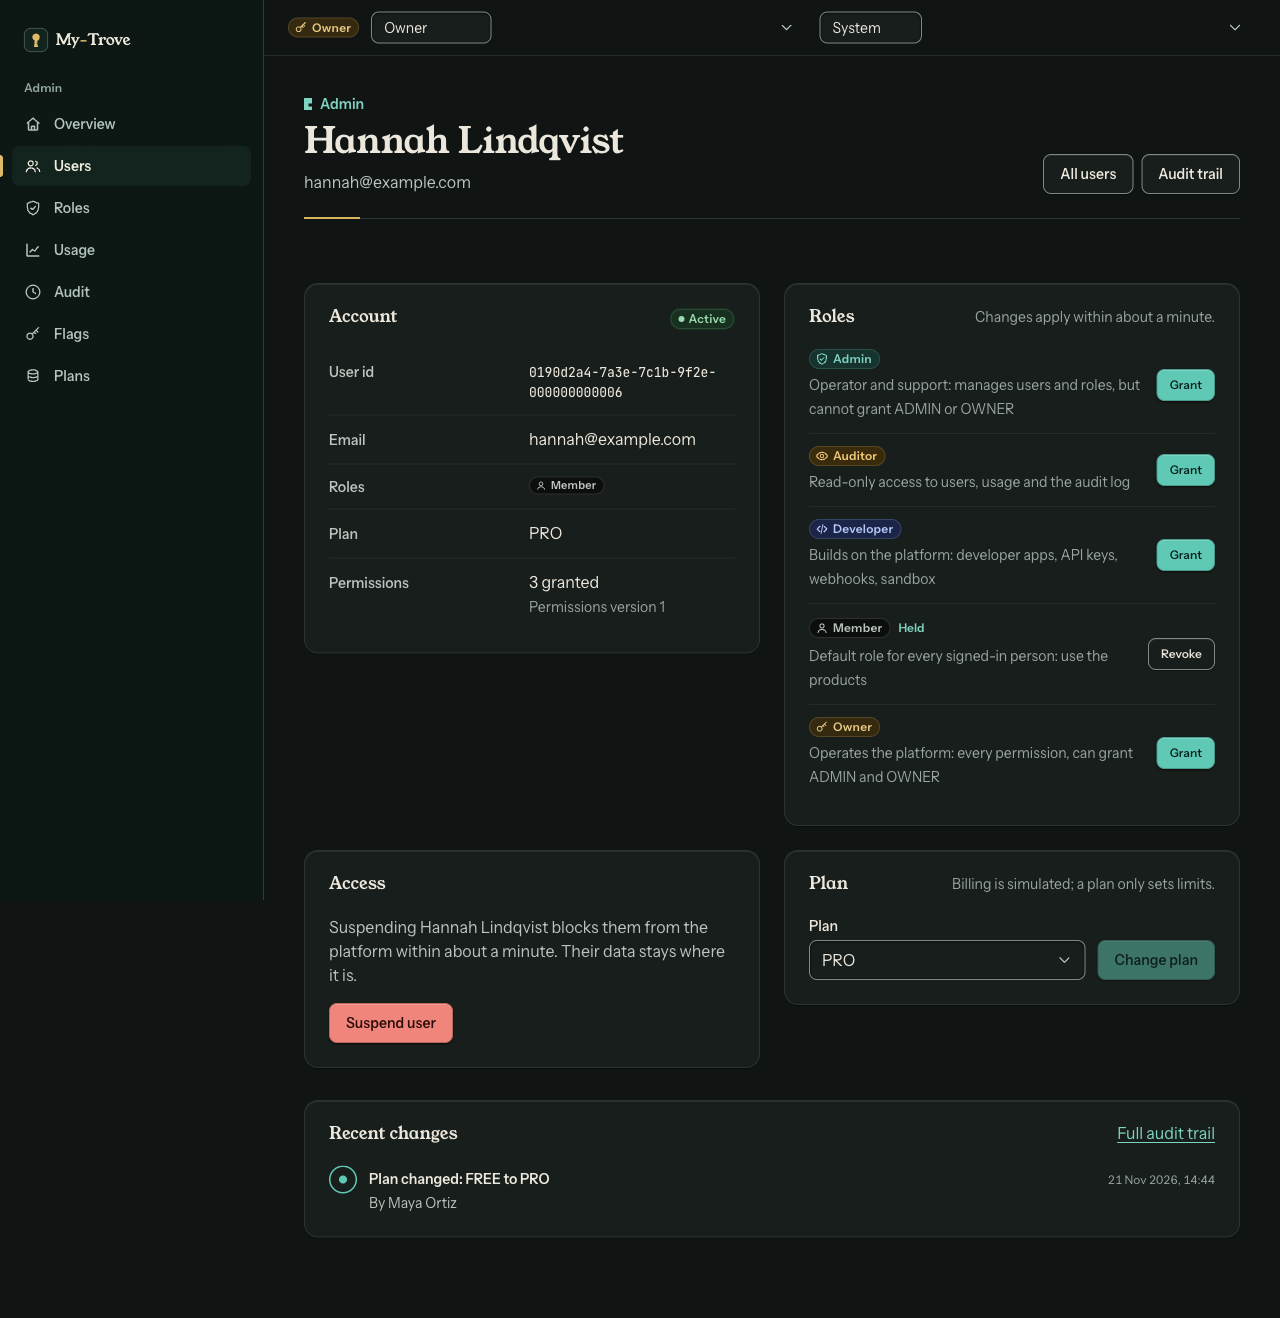 My-Trove
Admin
Overview
Users
Roles
Usage
Audit
Flags
Plans
Owner
Owner
System
Admin
Hannah Lindqvist
hannah@example.com
All users
Audit trail
Account
Active
User id
0190d2a4-7a3e-7c1b-9f2e-
000000000006
Email
hannah@example.com
Roles
Member
Plan
PRO
Permissions
3 granted
Permissions version 1
Roles
Changes apply within about a minute.
Admin
Operator and support: manages users and roles, but
cannot grant ADMIN or OWNER
Grant
Auditor
Read-only access to users, usage and the audit log
Grant
Developer
Builds on the platform: developer apps, API keys,
webhooks, sandbox
Grant
Member Held
Default role for every signed-in person: use the
products
Revoke
Owner
Operates the platform: every permission, can grant
ADMIN and OWNER
Grant
Access
Suspending Hannah Lindqvist blocks them from the
platform within about a minute. Their data stays where
it is.
Suspend user
Plan
Billing is simulated; a plan only sets limits.
Plan
PRO
Change plan
Recent changes
Full audit trail
Plan changed: FREE to PRO
21 Nov 2026, 14:44
By Maya Ortiz